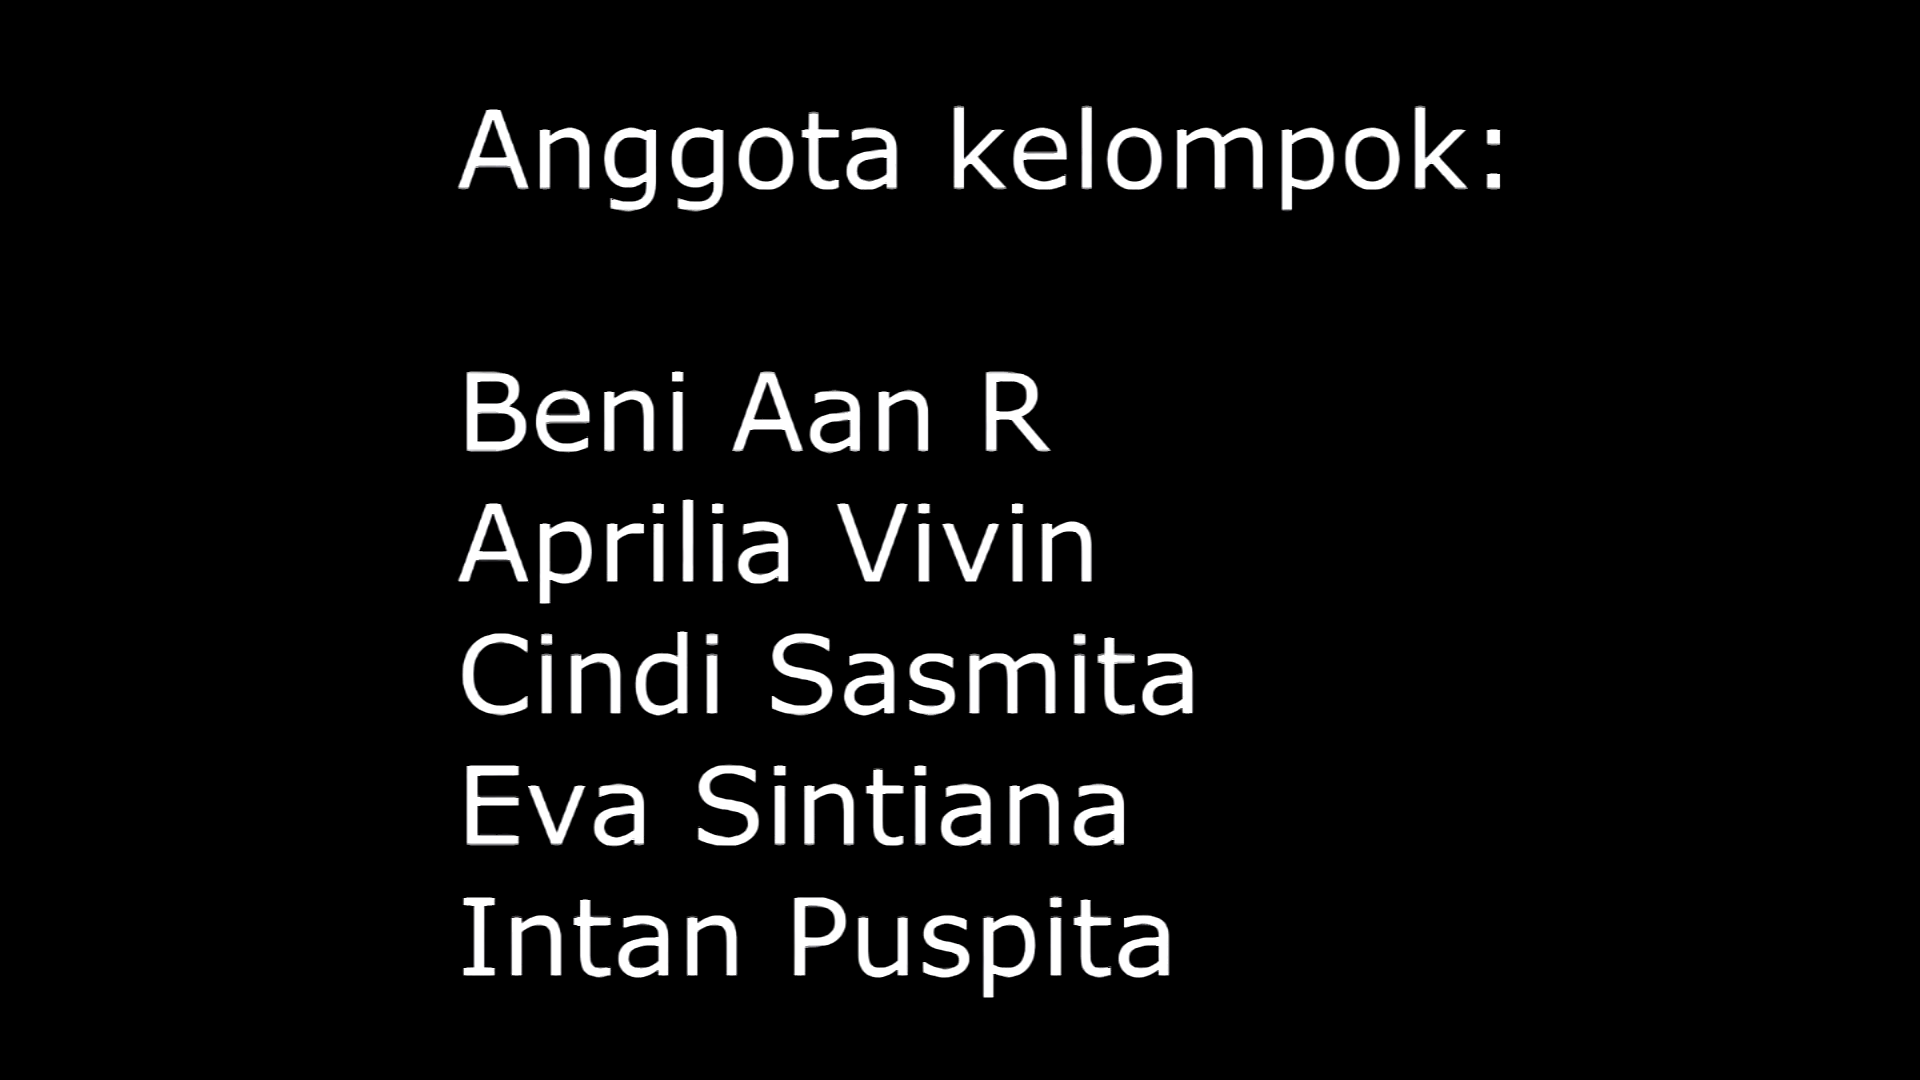 Anggota kelompok:
Beni Aan R
Aprilia Vivin
Cindi Sasmita
Eva Sintiana
Intan Puspita